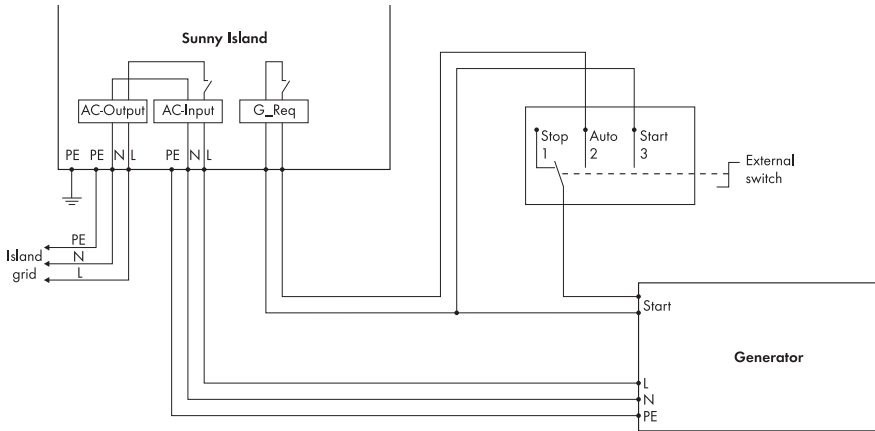 Sunny Island
AC-Output AC-Input G_Req
PE PE N L PE N L
Stop Auto Start
1 2 3
External
switch
PE
Island N
grid L
Start
Generator
L
N
PE